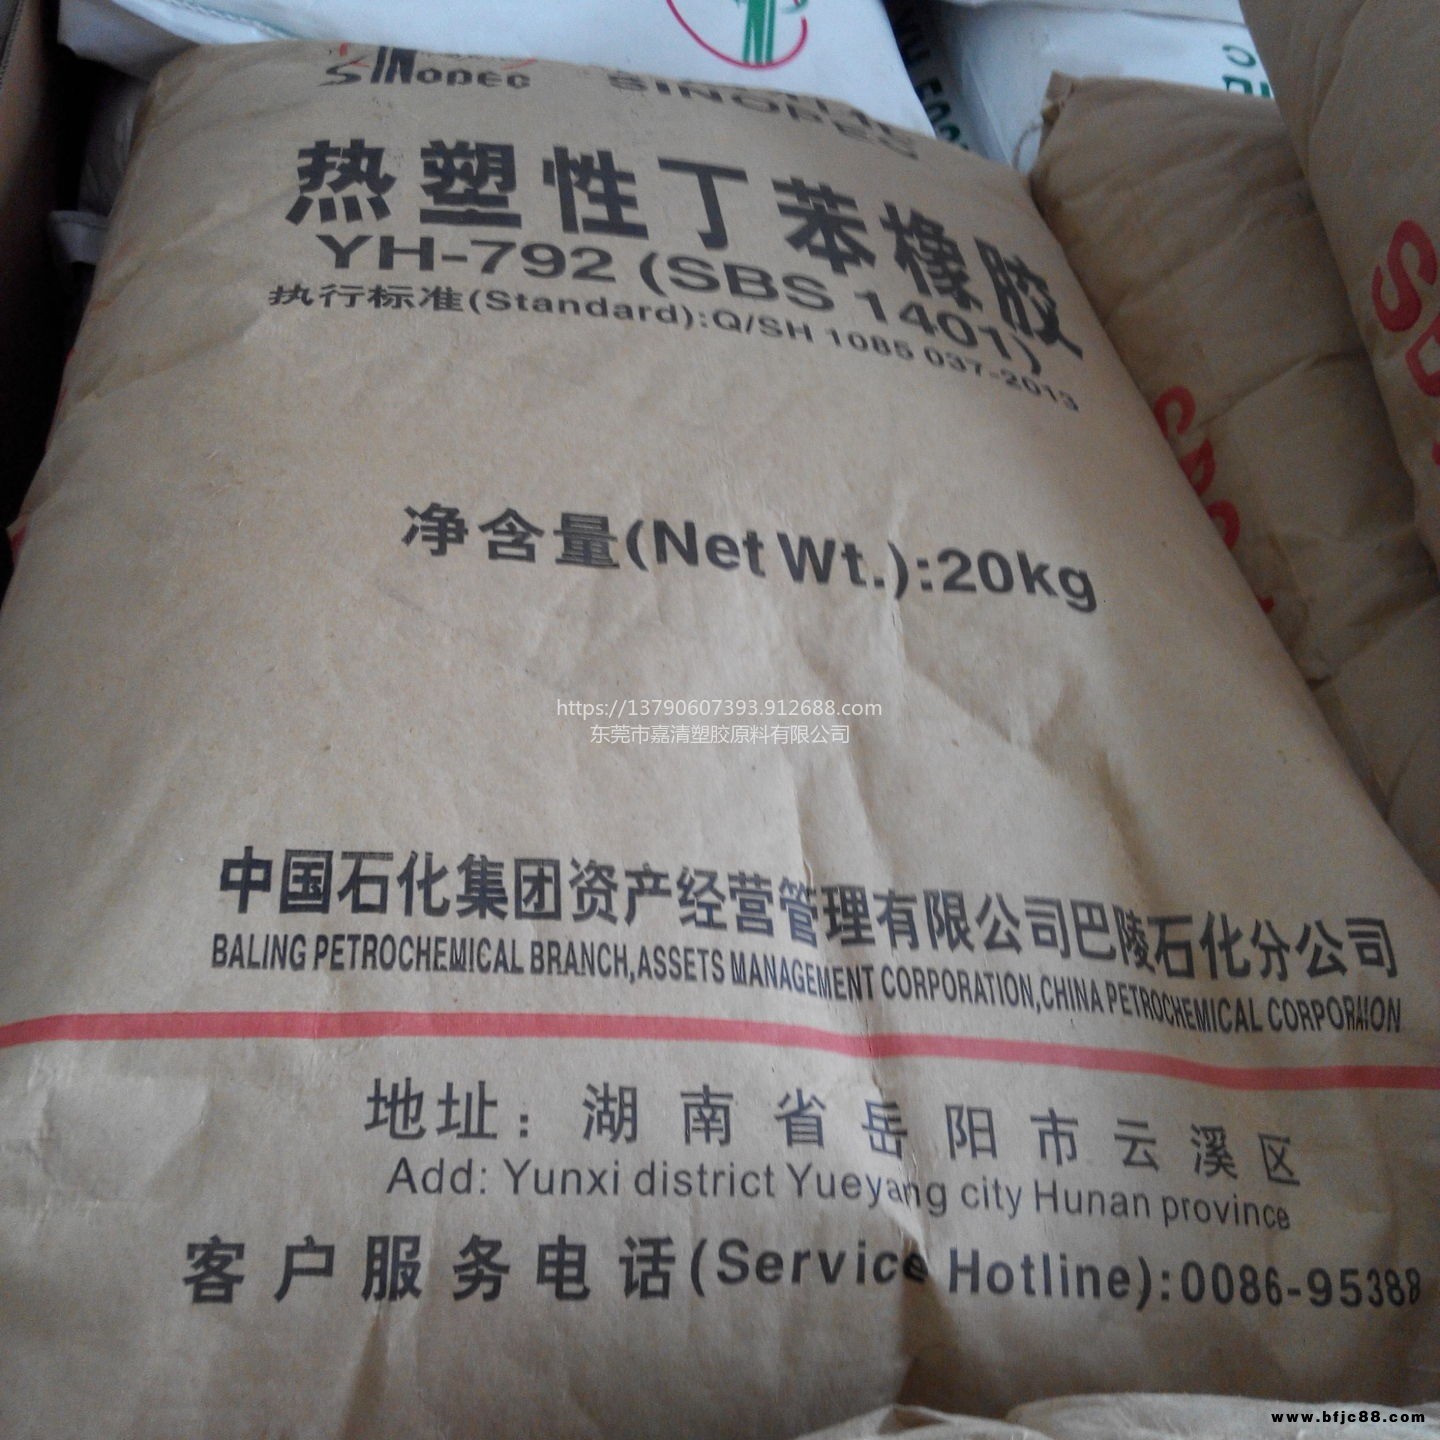 SINOPEC
SINOPEC
热塑性丁苯橡胶
YH-792 (SBS 1401)
执行标准(Standard):Q/SH 1085 037-2013
净含量(Net Wt.):20kg
https://13790607393.912688.com
东莞市嘉清塑胶原料有限公司
中国石化集团资产经营管理有限公司巴陵石化分公司
BALING PETROCHEMICAL BRANCH,ASSETS MANAGEMENT CORPORATION,CHINA PETROCHEMICAL CORPORATION
地址：湖南省岳阳市云溪区
Add: Yunxi district Yueyang city Hunan province
客户服务电话(Service Hotline):0086-95388
www.bfjc88.com